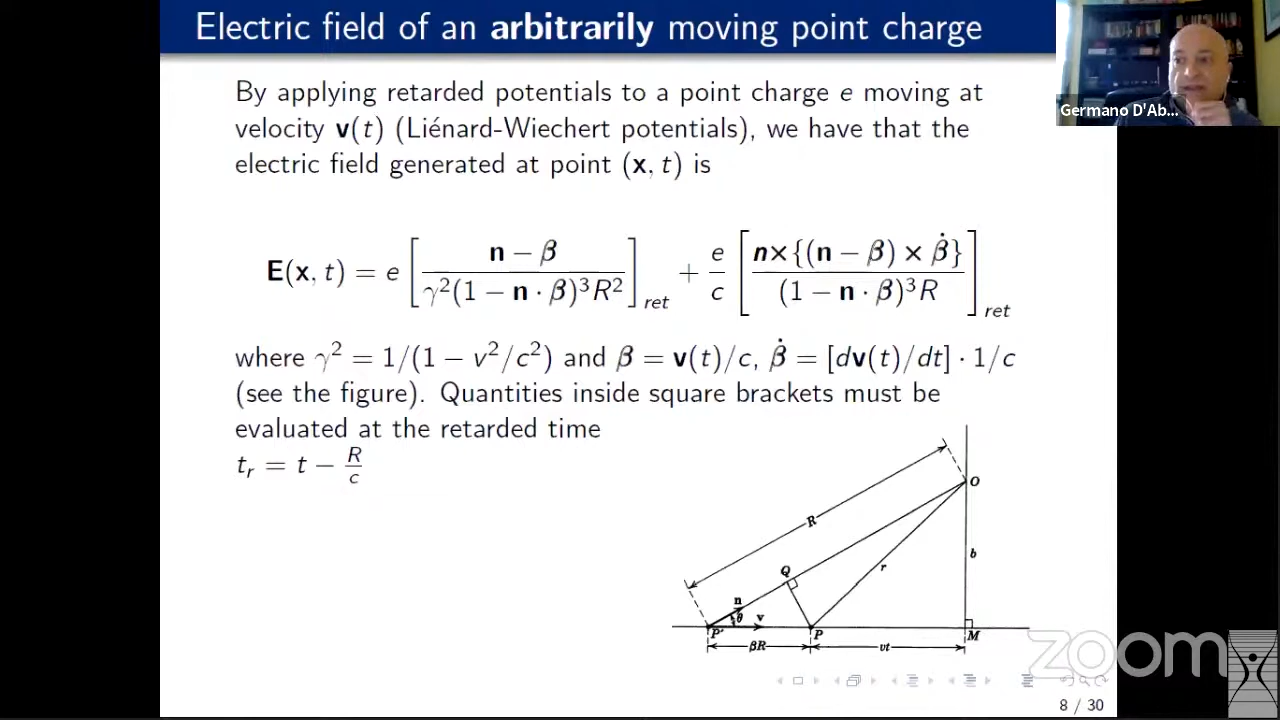 Electric field of an arbitrarily moving point charge
Germano D'Ab...
By applying retarded potentials to a point charge e moving at
velocity v(t) (Liénard-Wiechert potentials), we have that the
electric field generated at point (x, t) is
E(x, t) = e [ (n − β) / (γ²(1 − n · β)³R²) ]ret + e/c [ (n×{(n − β) × β̇}) / ((1 − n · β)³R) ]ret
where γ² = 1/(1 − v²/c²) and β = v(t)/c, β̇ = [dv(t)/dt] · 1/c
(see the figure). Quantities inside square brackets must be
evaluated at the retarded time
tr = t − R/c
O
R
b
Q
r
n
θ
v
P'
P
M
βR
vt
zoom
8 / 30